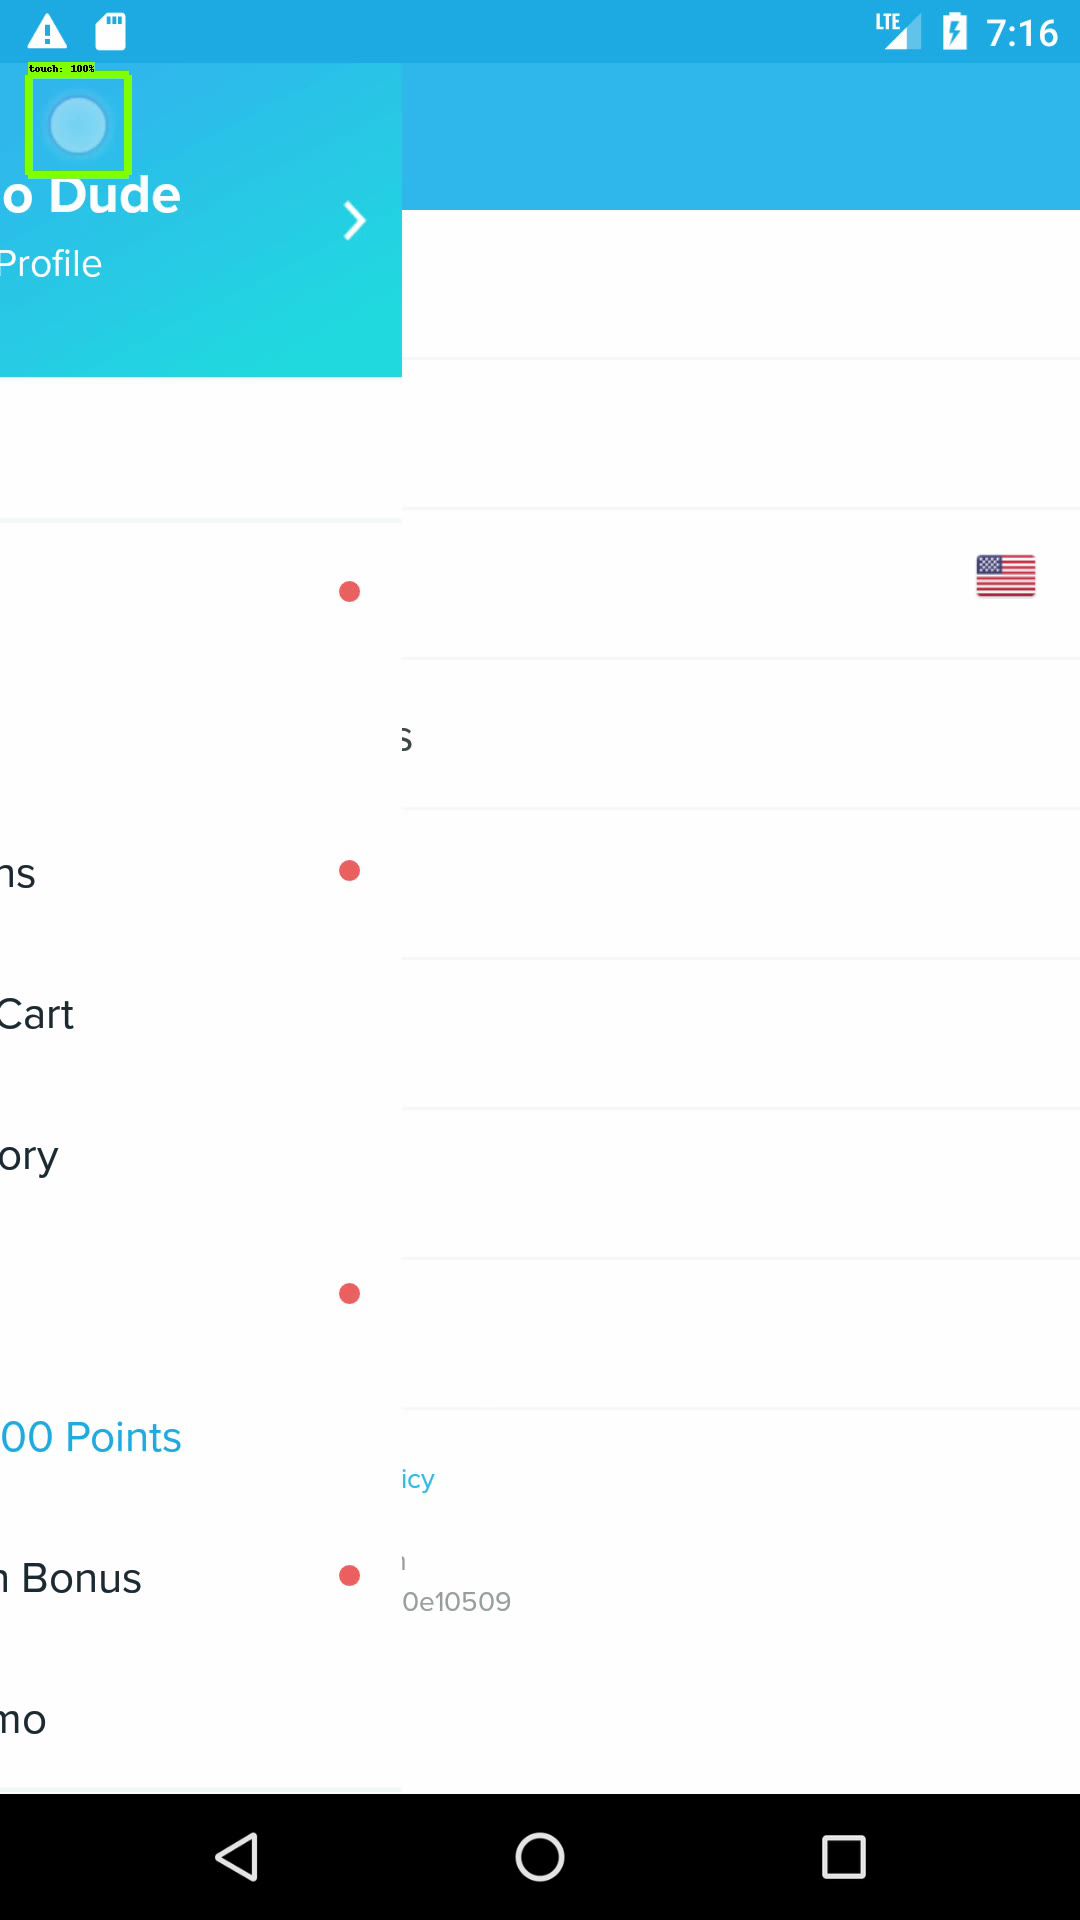 LTE 7:16
touch: 100%
o Dude
Profile
s
ns
Cart
ory
00 Points
icy
n Bonus
0e10509
mo